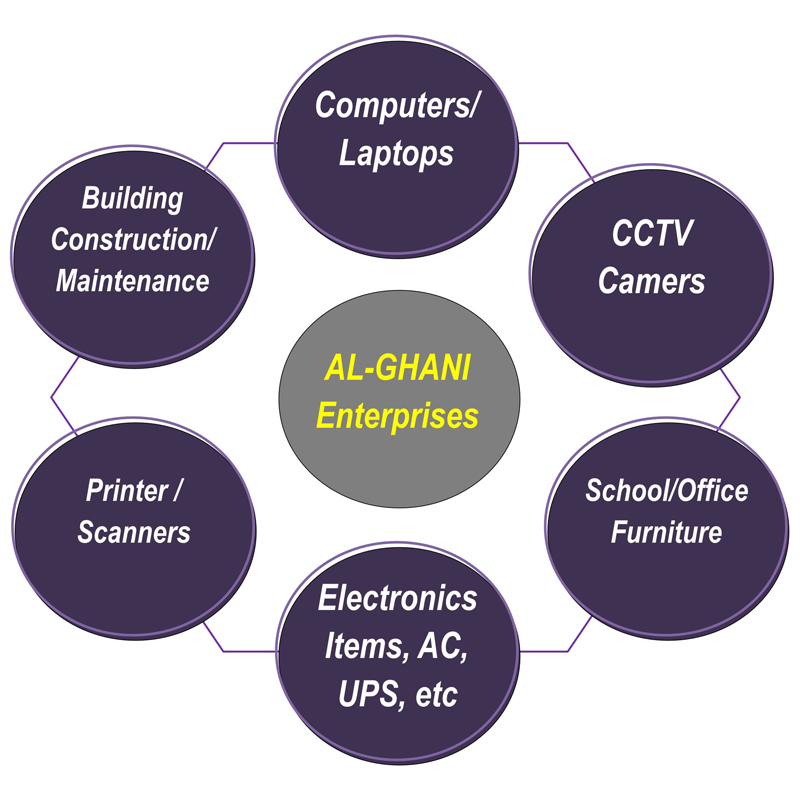 Computers/
Laptops
CCTV
Camers
School/Office
Furniture
Electronics
Items, AC,
UPS, etc
Printer /
Scanners
Building
Construction/
Maintenance
AL-GHANI
Enterprises